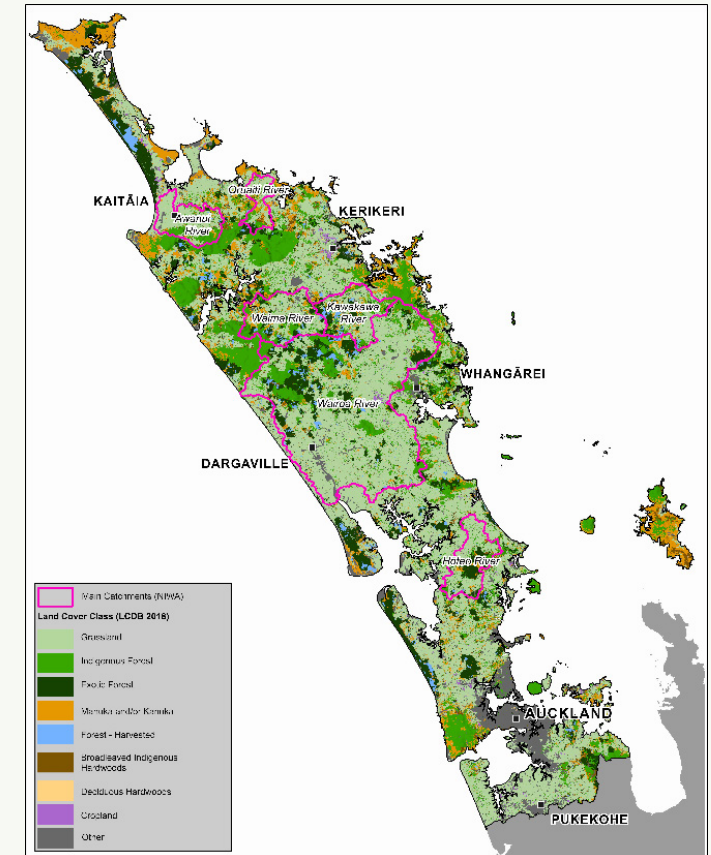 Oruaiti River
KAITĀIA
Awanui
River
KERIKERI
Waima River
Kawakawa
River
WHANGĀREI
Wairoa River
DARGAVILLE
Hoteo River
Main Catchments (NIWA)
Land Cover Class (LCDB 2018)
Grassland
Indigenous Forest
Exotic Forest
Manuka and/or Kanuka
Forest - Harvested
Broadleaved Indigenous
Hardwoods
Deciduous Hardwoods
Cropland
Other
AUCKLAND
PUKEKOHE